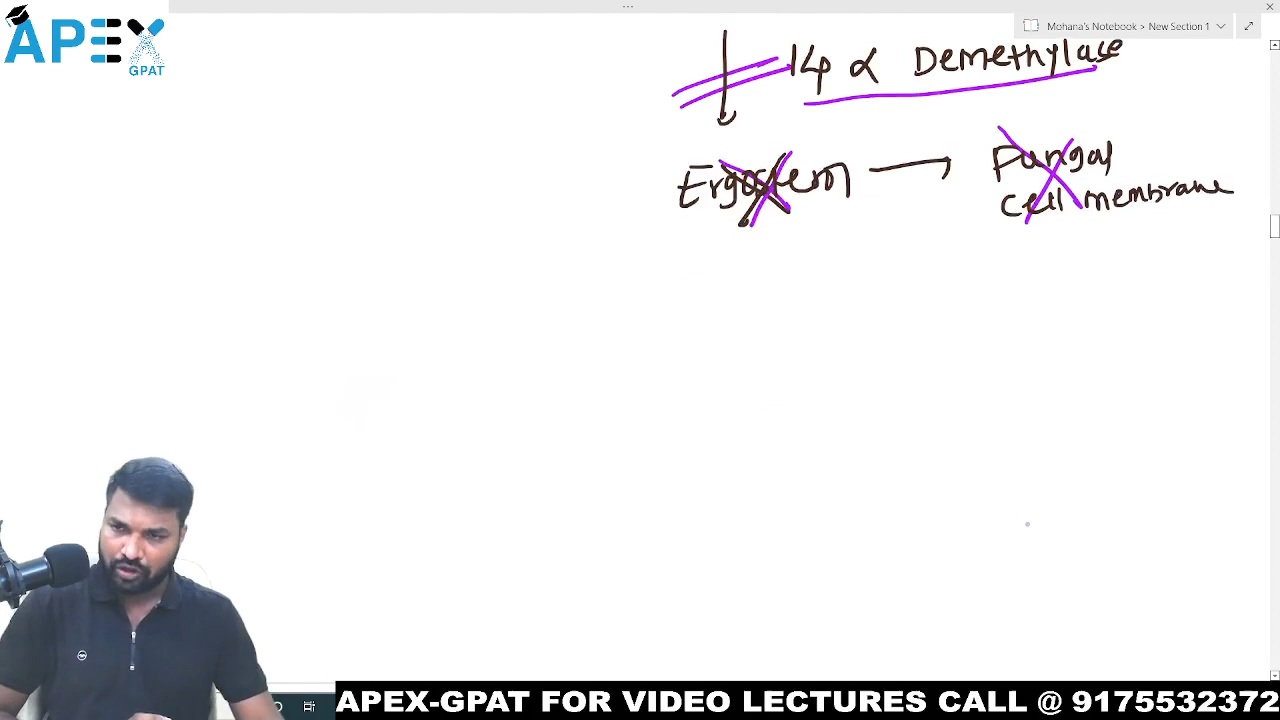 APEX
GPAT
Mohana's Notebook > New Section 1
14 α Demethylase
Ergosterol
Fungal
cell membrane
APEX-GPAT FOR VIDEO LECTURES CALL @ 9175532372